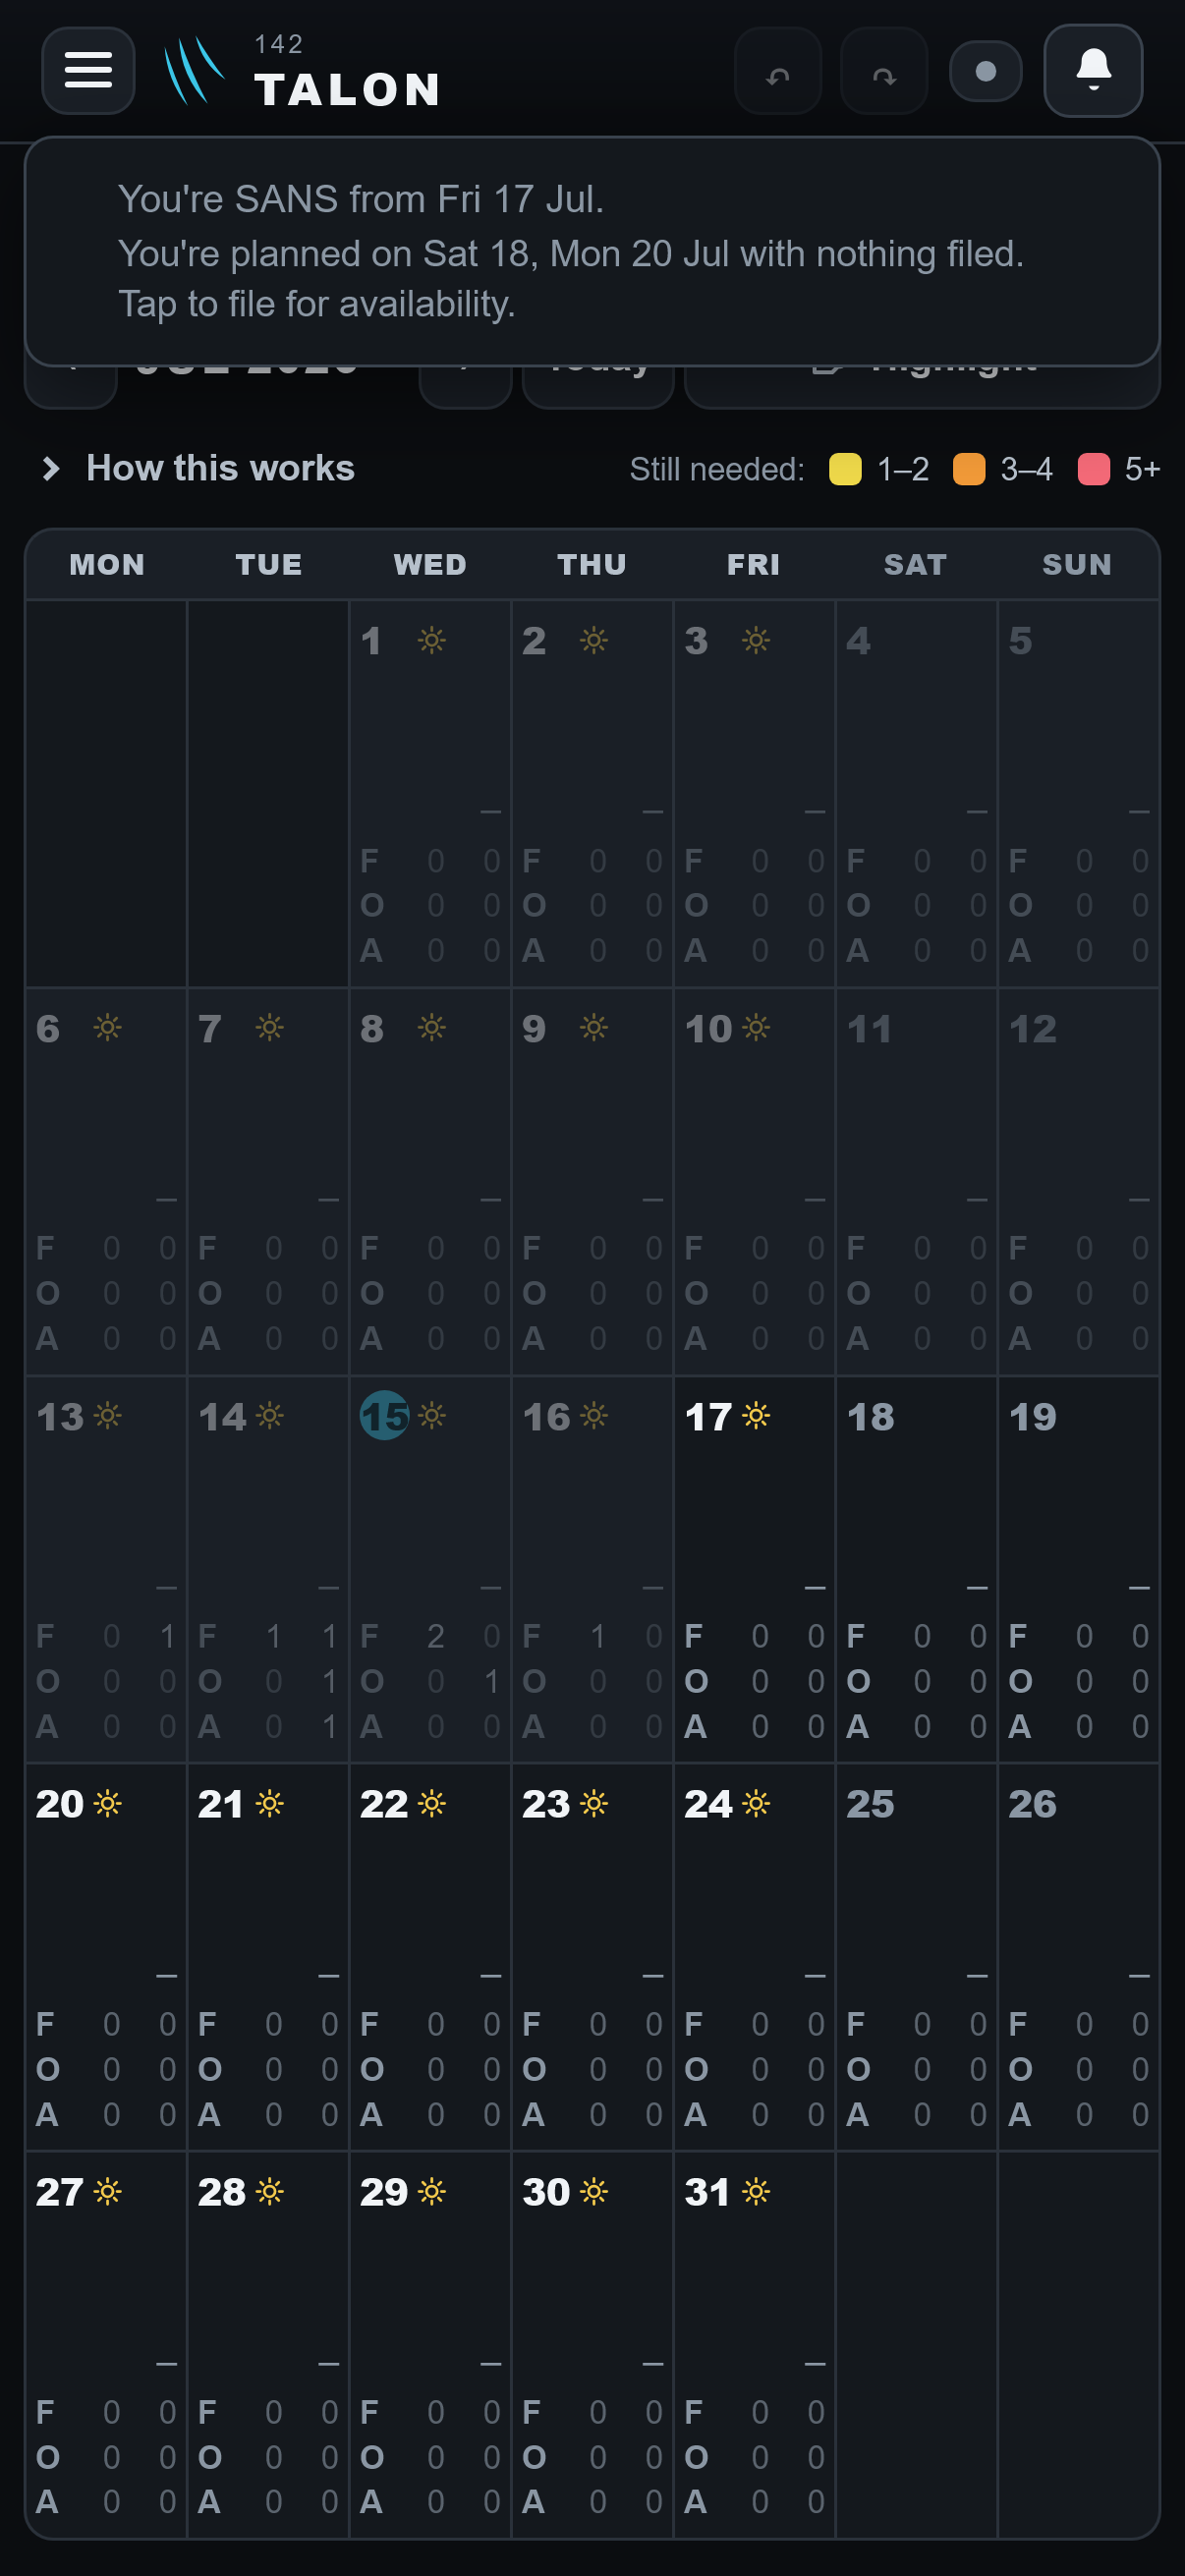 142
TALON
You're SANS from Fri 17 Jul.
You're planned on Sat 18, Mon 20 Jul with nothing filed.
Tap to file for availability.
How this works
Still needed: 1–2 3–4 5+
MON TUE WED THU FRI SAT SUN
1 2 3 4 5
– – – – –
F 0 0 F 0 0 F 0 0 F 0 0 F 0 0
O 0 0 O 0 0 O 0 0 O 0 0 O 0 0
A 0 0 A 0 0 A 0 0 A 0 0 A 0 0
6 7 8 9 10 11 12
– – – – – – –
F 0 0 F 0 0 F 0 0 F 0 0 F 0 0 F 0 0 F 0 0
O 0 0 O 0 0 O 0 0 O 0 0 O 0 0 O 0 0 O 0 0
A 0 0 A 0 0 A 0 0 A 0 0 A 0 0 A 0 0 A 0 0
13 14 15 16 17 18 19
– – – – – – –
F 0 1 F 1 1 F 2 0 F 1 0 F 0 0 F 0 0 F 0 0
O 0 0 O 0 1 O 0 1 O 0 0 O 0 0 O 0 0 O 0 0
A 0 0 A 0 1 A 0 0 A 0 0 A 0 0 A 0 0 A 0 0
20 21 22 23 24 25 26
– – – – – – –
F 0 0 F 0 0 F 0 0 F 0 0 F 0 0 F 0 0 F 0 0
O 0 0 O 0 0 O 0 0 O 0 0 O 0 0 O 0 0 O 0 0
A 0 0 A 0 0 A 0 0 A 0 0 A 0 0 A 0 0 A 0 0
27 28 29 30 31
– – – – –
F 0 0 F 0 0 F 0 0 F 0 0 F 0 0
O 0 0 O 0 0 O 0 0 O 0 0 O 0 0
A 0 0 A 0 0 A 0 0 A 0 0 A 0 0